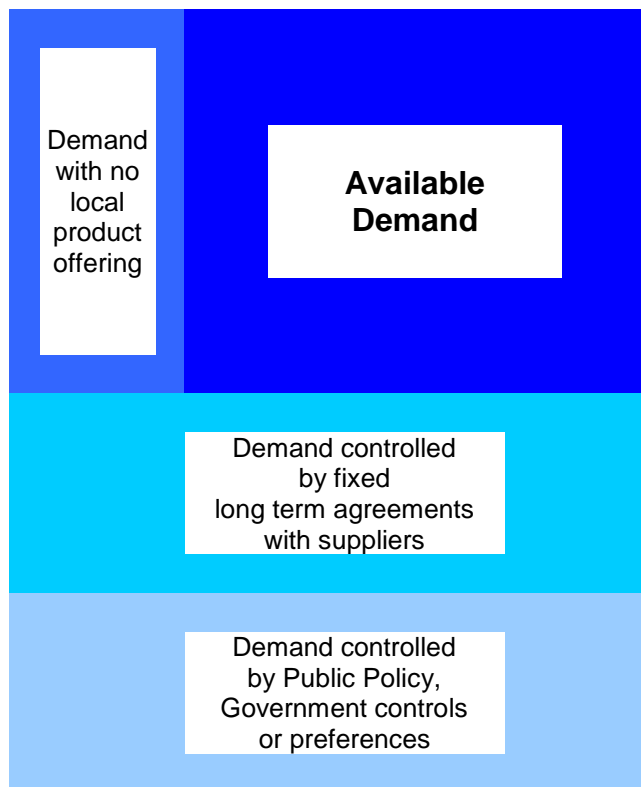 Demand
with no
local
product
offering
Available
Demand
Demand controlled
by fixed
long term agreements
with suppliers
Demand controlled
by Public Policy,
Government controls
or preferences